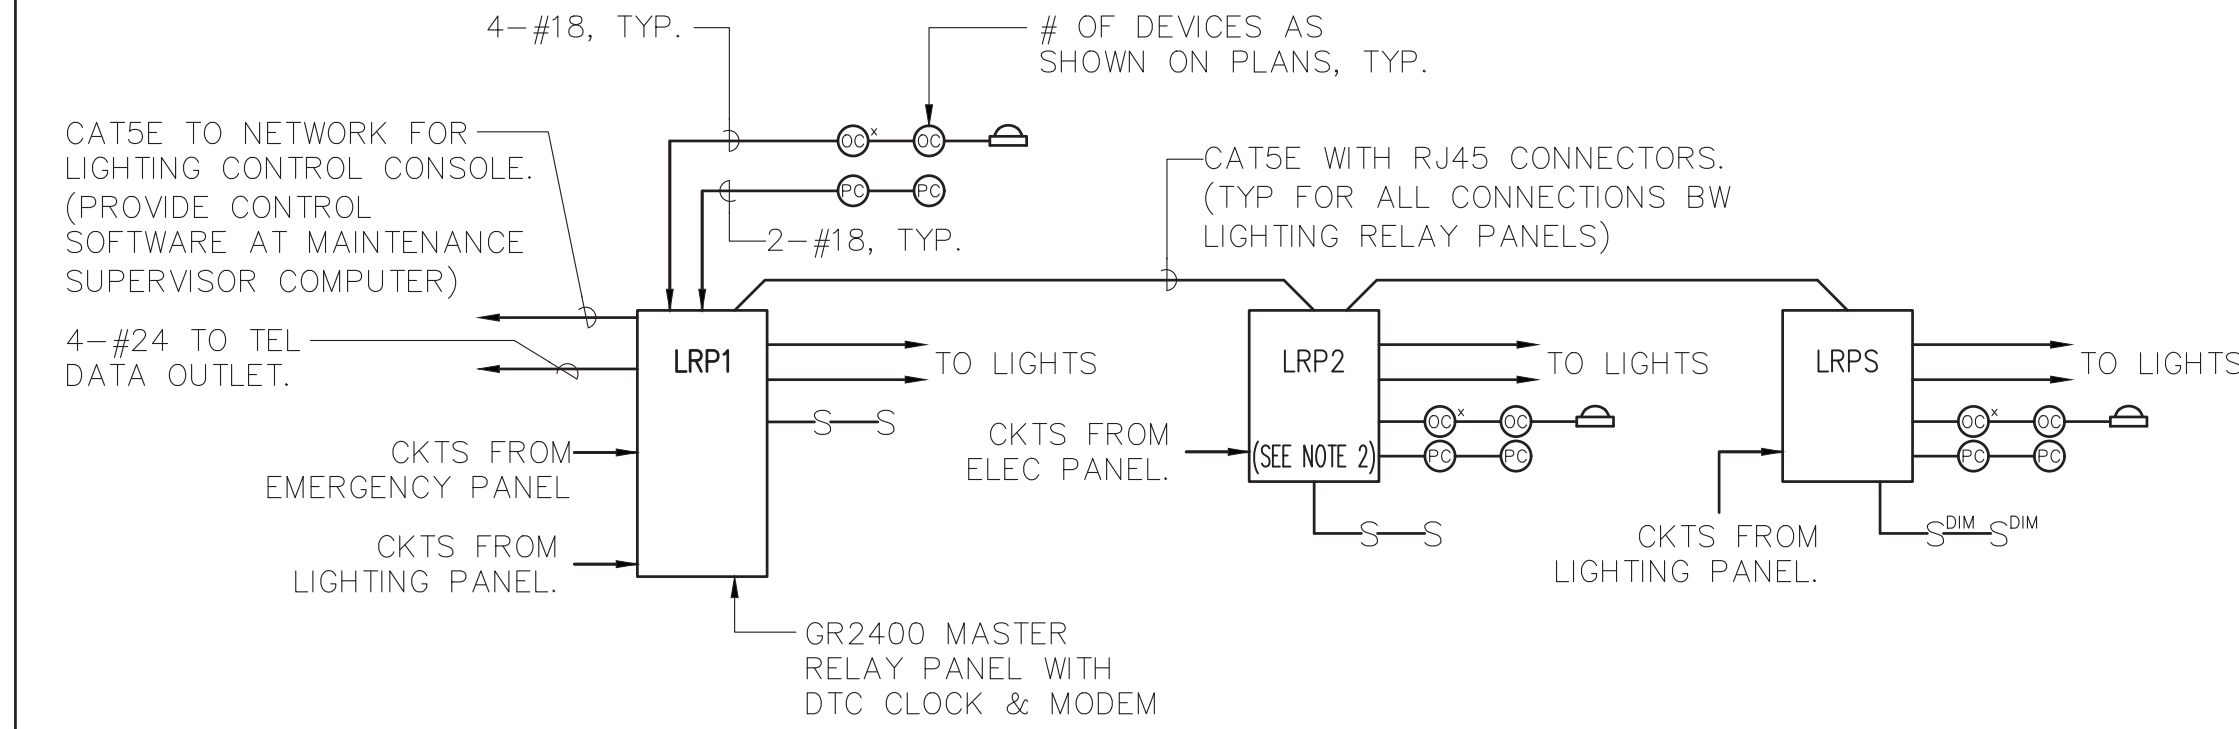 4-#18, TYP.
# OF DEVICES AS
SHOWN ON PLANS, TYP.
CAT5E TO NETWORK FOR
LIGHTING CONTROL CONSOLE.
(PROVIDE CONTROL
SOFTWARE AT MAINTENANCE
SUPERVISOR COMPUTER)
OC x OC
PC PC
2-#18, TYP.
CAT5E WITH RJ45 CONNECTORS.
(TYP FOR ALL CONNECTIONS BW
LIGHTING RELAY PANELS)
4-#24 TO TEL
DATA OUTLET.
LRP1
TO LIGHTS
S S
CKTS FROM
EMERGENCY PANEL
CKTS FROM
LIGHTING PANEL.
GR2400 MASTER
RELAY PANEL WITH
DTC CLOCK & MODEM
LRP2
(SEE NOTE 2)
TO LIGHTS
OC x OC
PC PC
CKTS FROM
ELEC PANEL.
S S
LRPS
TO LIGHTS
OC x OC
PC PC
CKTS FROM
LIGHTING PANEL.
S DIM S DIM